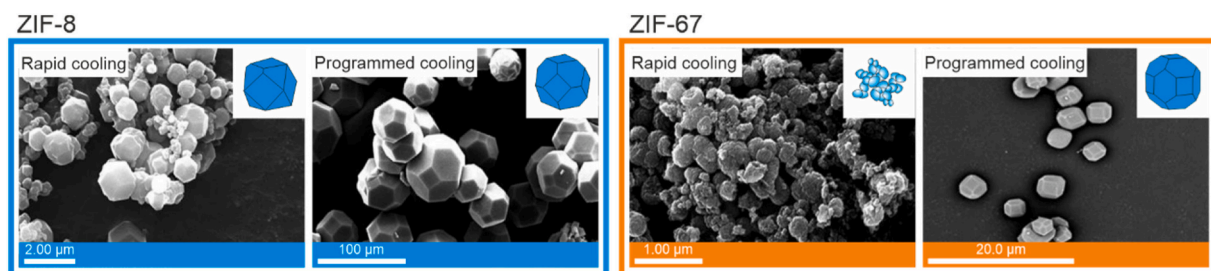 ZIF-8
Rapid cooling
2.00 µm
Programmed cooling
100 µm
ZIF-67
Rapid cooling
1.00 µm
Programmed cooling
20.0 µm